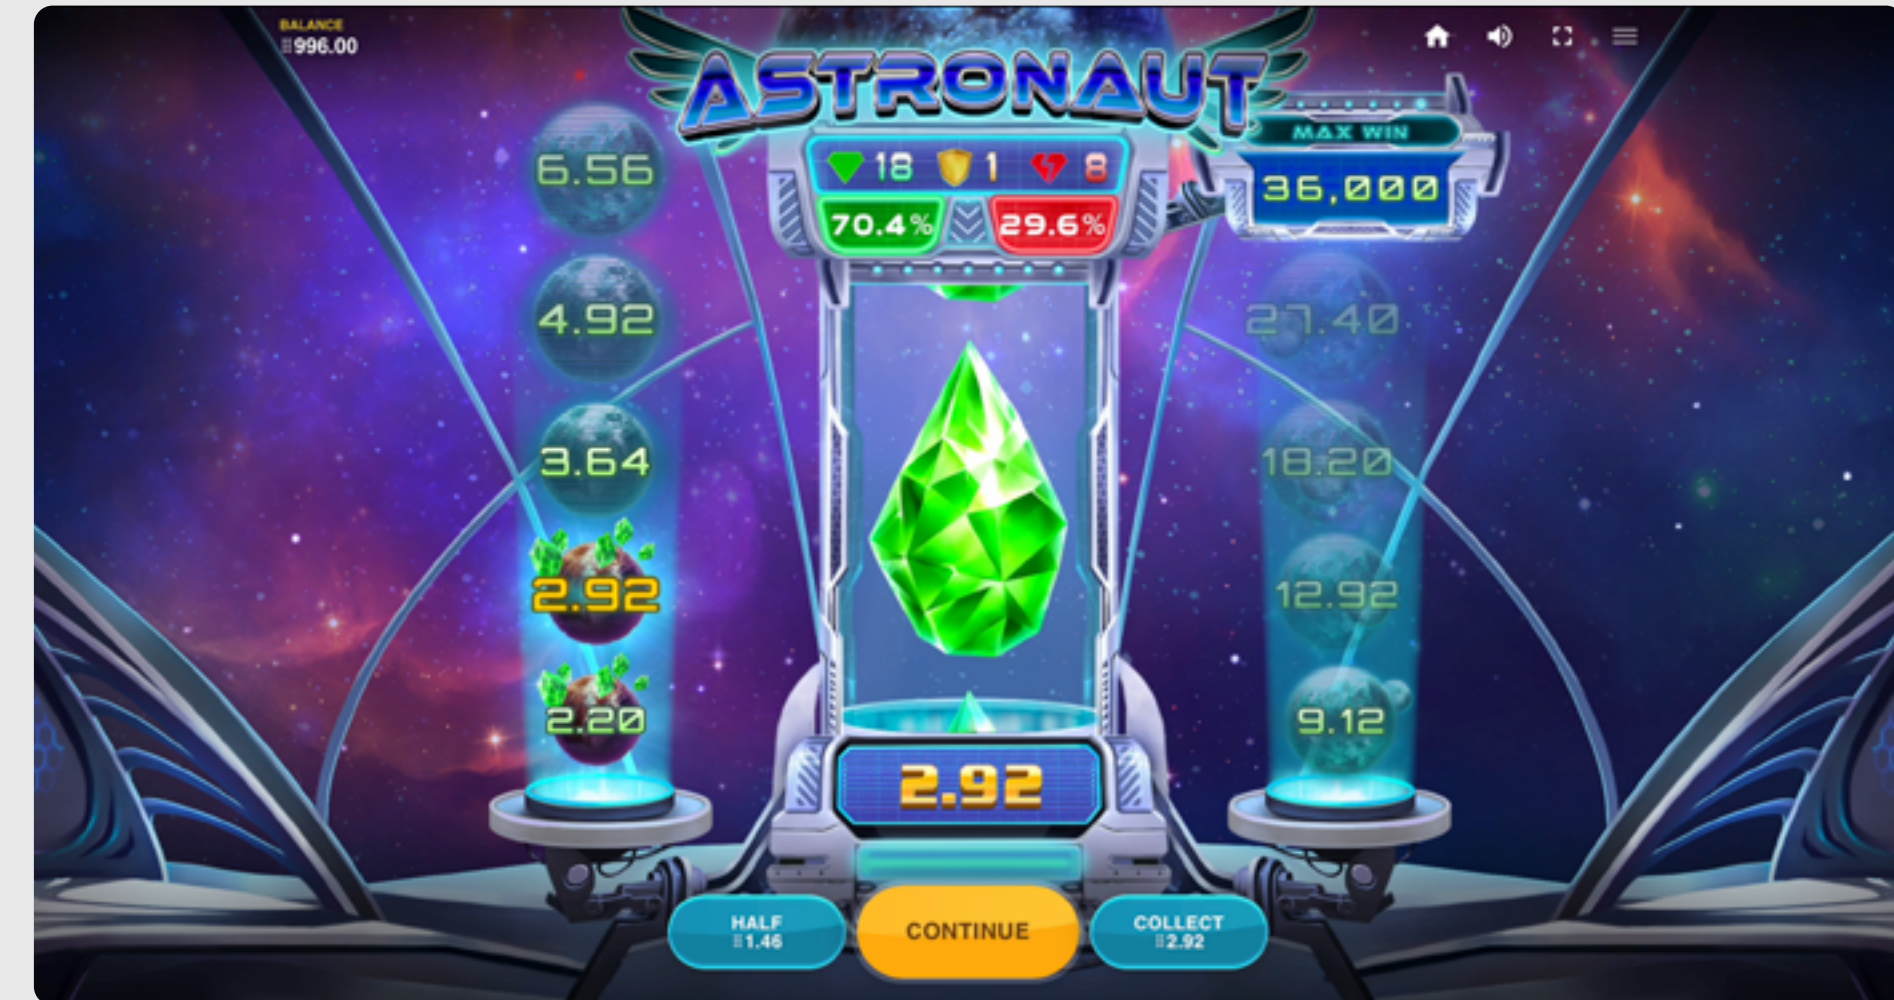 BALANCE
996.00
ASTRONAUT
18 1 8
70.4% 29.6%
MAX WIN
36,000
6.56
4.92
3.64
2.92
2.20
27.40
18.20
12.92
9.12
2.92
HALF
1.46
CONTINUE
COLLECT
2.92